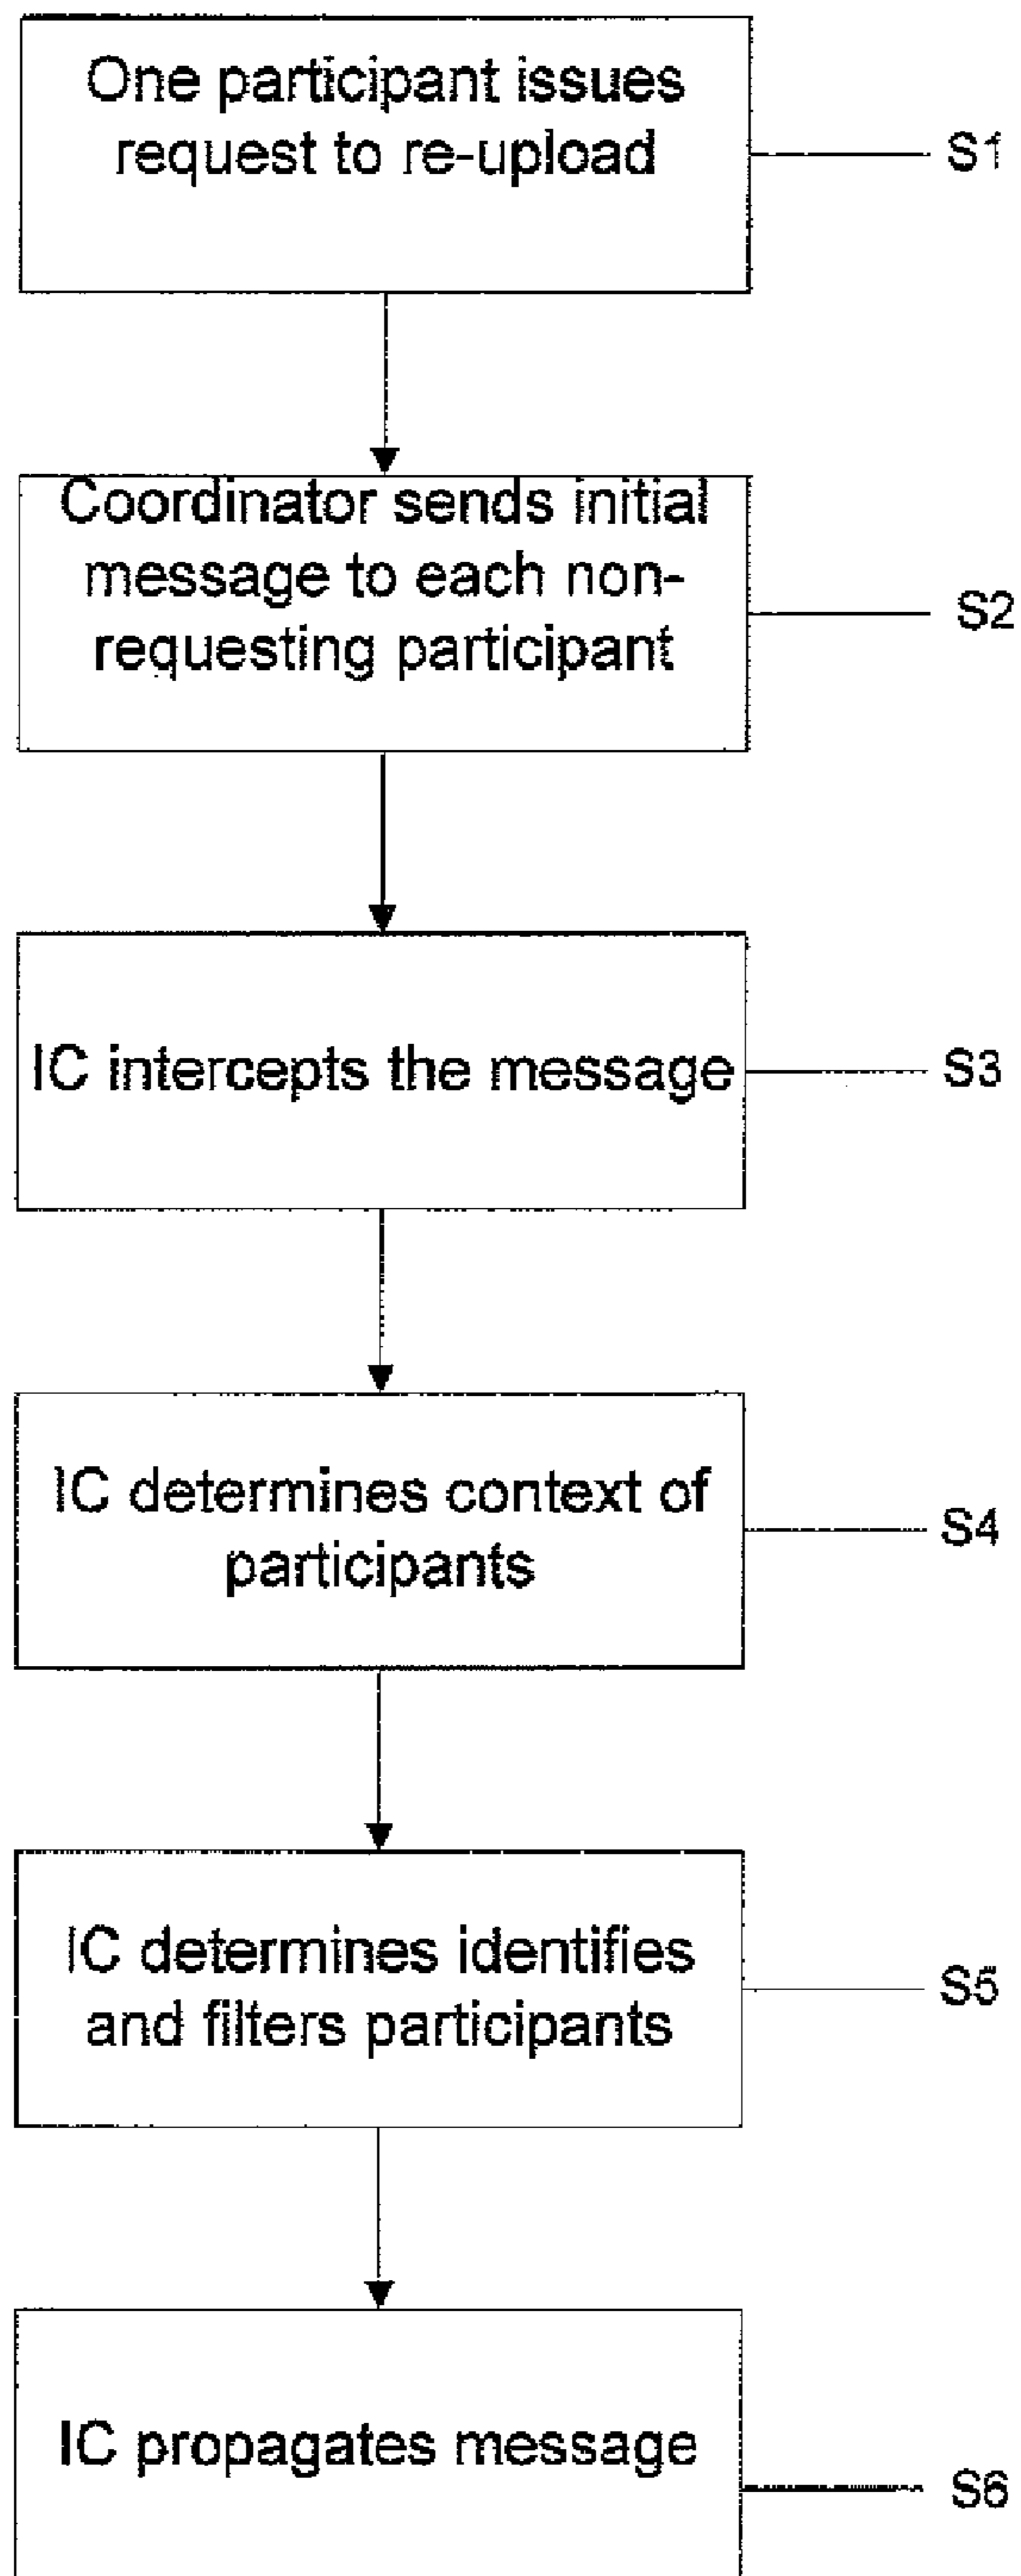 One participant issues
request to re-upload
S1
Coordinator sends initial
message to each non-
requesting participant
S2
IC intercepts the message
S3
IC determines context of
participants
S4
IC determines identifies
and filters participants
S5
IC propagates message
S6